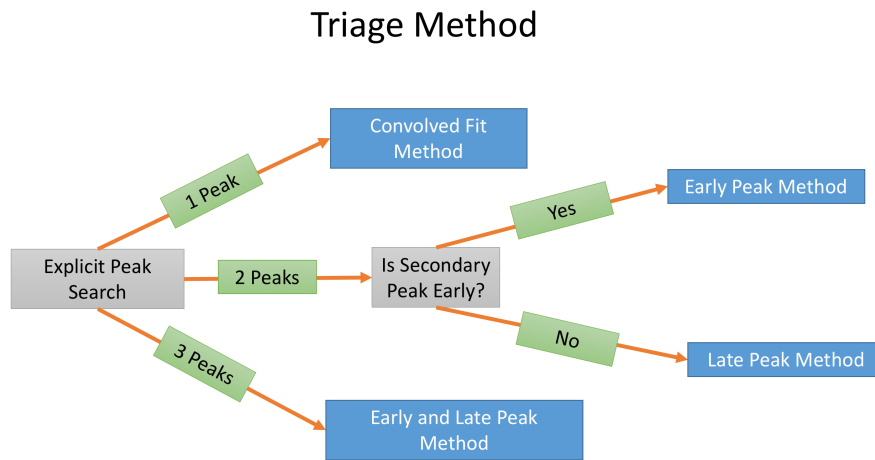 Triage Method
Convolved Fit
Method
1 Peak
Early Peak Method
Yes
Explicit Peak
Search
2 Peaks
Is Secondary
Peak Early?
No
Late Peak Method
3 Peaks
Early and Late Peak
Method